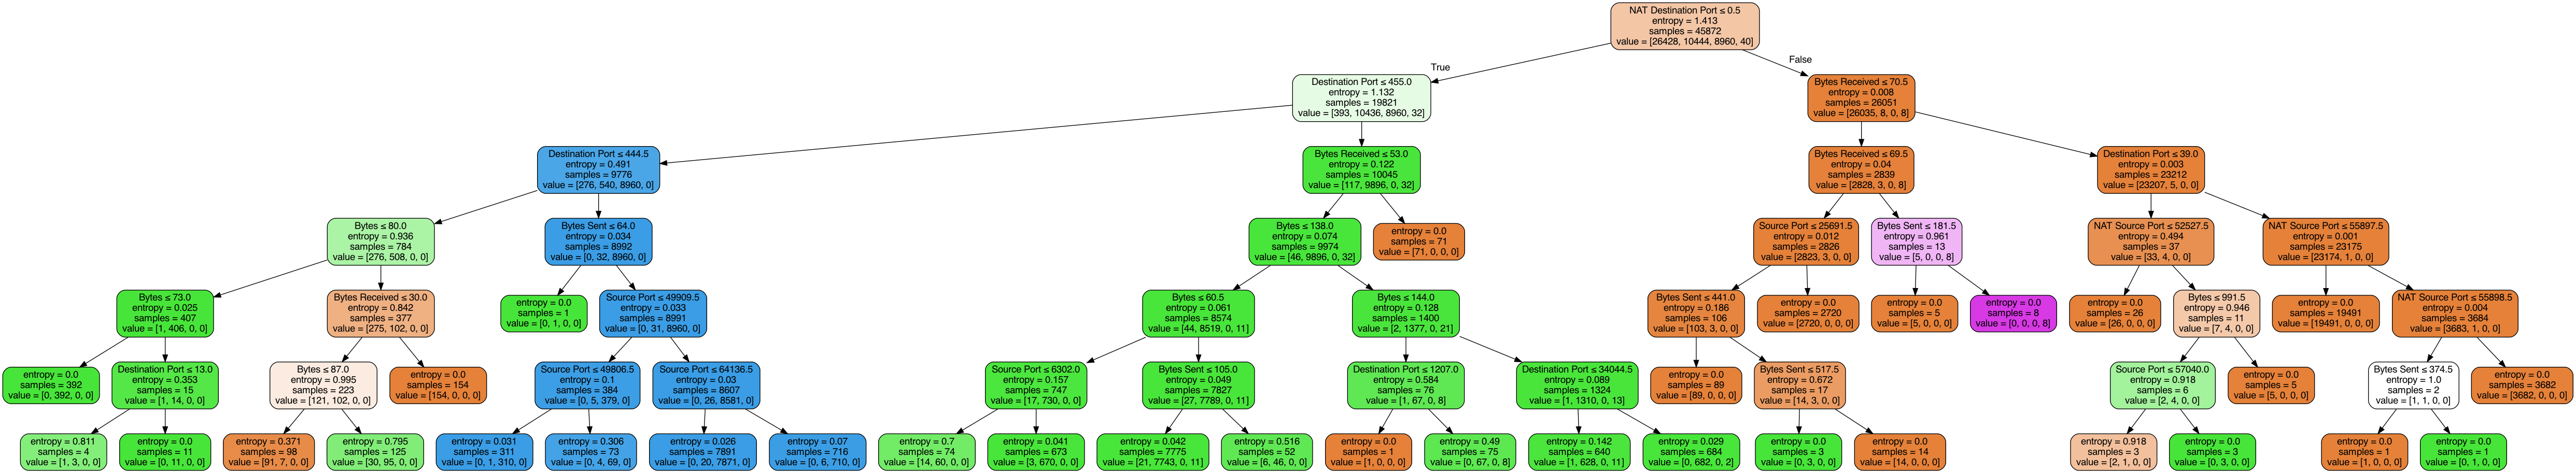 NAT Destination Port ≤ 0.5
entropy = 1.413
samples = 45872
value = [26428, 10444, 8960, 40]
True
False
Destination Port ≤ 455.0
entropy = 1.132
samples = 19821
value = [393, 10436, 8960, 32]
Bytes Received ≤ 70.5
entropy = 0.008
samples = 26051
value = [26035, 8, 0, 8]
Destination Port ≤ 444.5
entropy = 0.491
samples = 9776
value = [276, 540, 8960, 0]
Bytes Received ≤ 53.0
entropy = 0.122
samples = 10045
value = [117, 9896, 0, 32]
Bytes Received ≤ 69.5
entropy = 0.04
samples = 2839
value = [2828, 3, 0, 8]
Destination Port ≤ 39.0
entropy = 0.003
samples = 23212
value = [23207, 5, 0, 0]
Bytes ≤ 80.0
entropy = 0.936
samples = 784
value = [276, 508, 0, 0]
Bytes Sent ≤ 64.0
entropy = 0.034
samples = 8992
value = [0, 32, 8960, 0]
Bytes ≤ 138.0
entropy = 0.074
samples = 9974
value = [46, 9896, 0, 32]
entropy = 0.0
samples = 71
value = [71, 0, 0, 0]
Source Port ≤ 25691.5
entropy = 0.012
samples = 2826
value = [2823, 3, 0, 0]
Bytes Sent ≤ 181.5
entropy = 0.961
samples = 13
value = [5, 0, 0, 8]
NAT Source Port ≤ 52527.5
entropy = 0.494
samples = 37
value = [33, 4, 0, 0]
NAT Source Port ≤ 55897.5
entropy = 0.001
samples = 23175
value = [23174, 1, 0, 0]
Bytes ≤ 73.0
entropy = 0.025
samples = 407
value = [1, 406, 0, 0]
Bytes Received ≤ 30.0
entropy = 0.842
samples = 377
value = [275, 102, 0, 0]
entropy = 0.0
samples = 1
value = [0, 1, 0, 0]
Source Port ≤ 49909.5
entropy = 0.033
samples = 8991
value = [0, 31, 8960, 0]
Bytes ≤ 60.5
entropy = 0.061
samples = 8574
value = [44, 8519, 0, 11]
Bytes ≤ 144.0
entropy = 0.128
samples = 1400
value = [2, 1377, 0, 21]
Bytes Sent ≤ 441.0
entropy = 0.186
samples = 106
value = [103, 3, 0, 0]
entropy = 0.0
samples = 2720
value = [2720, 0, 0, 0]
entropy = 0.0
samples = 5
value = [5, 0, 0, 0]
entropy = 0.0
samples = 8
value = [0, 0, 0, 8]
entropy = 0.0
samples = 26
value = [26, 0, 0, 0]
Bytes ≤ 991.5
entropy = 0.946
samples = 11
value = [7, 4, 0, 0]
entropy = 0.0
samples = 19491
value = [19491, 0, 0, 0]
NAT Source Port ≤ 55898.5
entropy = 0.004
samples = 3684
value = [3683, 1, 0, 0]
entropy = 0.0
samples = 392
value = [0, 392, 0, 0]
Destination Port ≤ 13.0
entropy = 0.353
samples = 15
value = [1, 14, 0, 0]
Bytes ≤ 87.0
entropy = 0.995
samples = 223
value = [121, 102, 0, 0]
entropy = 0.0
samples = 154
value = [154, 0, 0, 0]
Source Port ≤ 49806.5
entropy = 0.1
samples = 384
value = [0, 5, 379, 0]
Source Port ≤ 64136.5
entropy = 0.03
samples = 8607
value = [0, 26, 8581, 0]
Source Port ≤ 6302.0
entropy = 0.157
samples = 747
value = [17, 730, 0, 0]
Bytes Sent ≤ 105.0
entropy = 0.049
samples = 7827
value = [27, 7789, 0, 11]
Destination Port ≤ 1207.0
entropy = 0.584
samples = 76
value = [1, 67, 0, 8]
Destination Port ≤ 34044.5
entropy = 0.089
samples = 1324
value = [1, 1310, 0, 13]
entropy = 0.0
samples = 89
value = [89, 0, 0, 0]
Bytes Sent ≤ 517.5
entropy = 0.672
samples = 17
value = [14, 3, 0, 0]
Source Port ≤ 57040.0
entropy = 0.918
samples = 6
value = [2, 4, 0, 0]
entropy = 0.0
samples = 5
value = [5, 0, 0, 0]
Bytes Sent ≤ 374.5
entropy = 1.0
samples = 2
value = [1, 1, 0, 0]
entropy = 0.0
samples = 3682
value = [3682, 0, 0, 0]
entropy = 0.811
samples = 4
value = [1, 3, 0, 0]
entropy = 0.0
samples = 11
value = [0, 11, 0, 0]
entropy = 0.371
samples = 98
value = [91, 7, 0, 0]
entropy = 0.795
samples = 125
value = [30, 95, 0, 0]
entropy = 0.031
samples = 311
value = [0, 1, 310, 0]
entropy = 0.306
samples = 73
value = [0, 4, 69, 0]
entropy = 0.026
samples = 7891
value = [0, 20, 7871, 0]
entropy = 0.07
samples = 716
value = [0, 6, 710, 0]
entropy = 0.7
samples = 74
value = [14, 60, 0, 0]
entropy = 0.041
samples = 673
value = [3, 670, 0, 0]
entropy = 0.042
samples = 7775
value = [21, 7743, 0, 11]
entropy = 0.516
samples = 52
value = [6, 46, 0, 0]
entropy = 0.0
samples = 1
value = [1, 0, 0, 0]
entropy = 0.49
samples = 75
value = [0, 67, 0, 8]
entropy = 0.142
samples = 640
value = [1, 628, 0, 11]
entropy = 0.029
samples = 684
value = [0, 682, 0, 2]
entropy = 0.0
samples = 3
value = [0, 3, 0, 0]
entropy = 0.0
samples = 14
value = [14, 0, 0, 0]
entropy = 0.918
samples = 3
value = [2, 1, 0, 0]
entropy = 0.0
samples = 3
value = [0, 3, 0, 0]
entropy = 0.0
samples = 1
value = [1, 0, 0, 0]
entropy = 0.0
samples = 1
value = [0, 1, 0, 0]